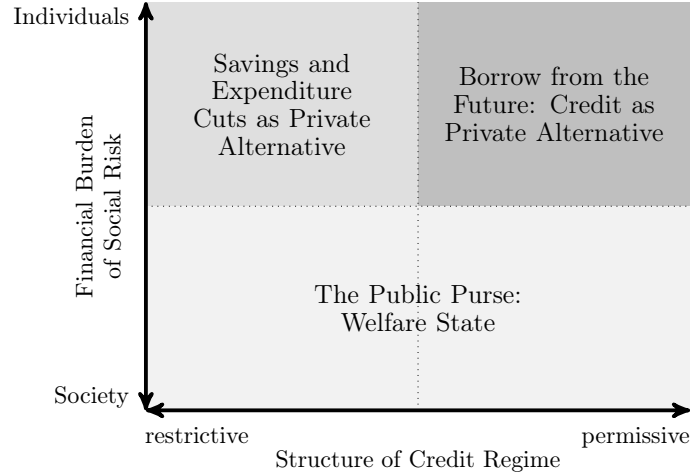 Individuals
Savings and
Expenditure
Cuts as Private
Alternative
Borrow from the
Future: Credit as
Private Alternative
Financial Burden
of Social Risk
The Public Purse:
Welfare State
Society
restrictive
permissive
Structure of Credit Regime